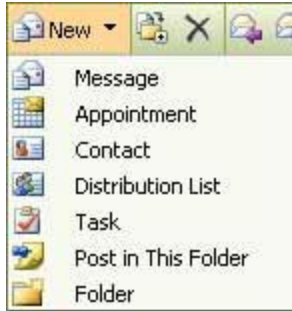 New
Message
Appointment
Contact
Distribution List
Task
Post in This Folder
Folder